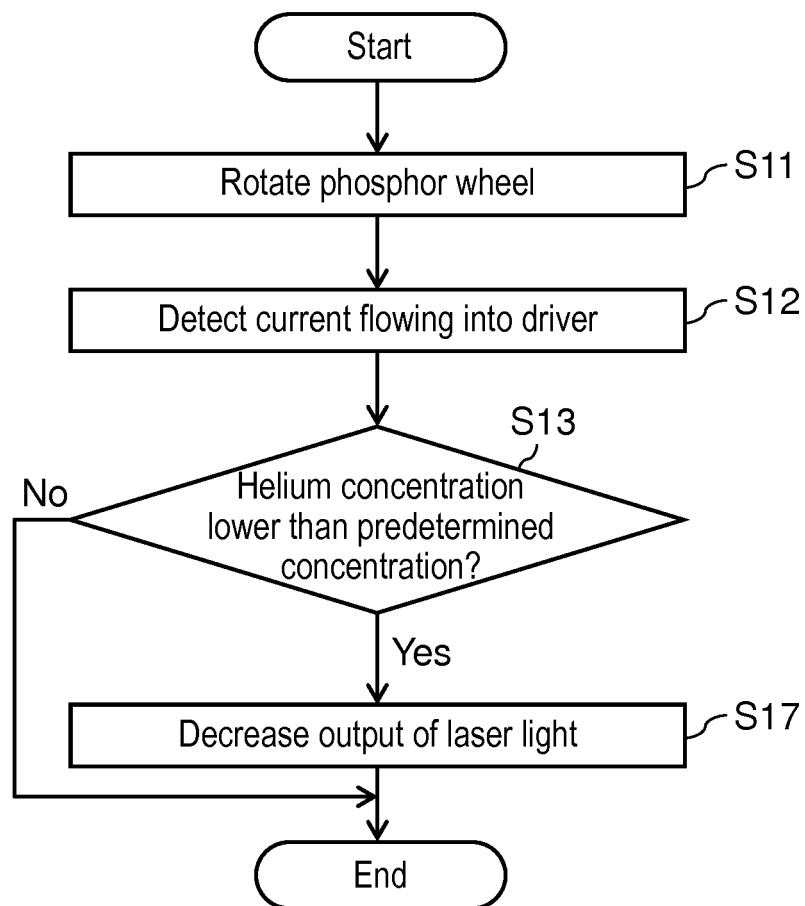 Start
Rotate phosphor wheel
S11
Detect current flowing into driver
S12
S13
No
Helium concentration
lower than predetermined
concentration?
Yes
Decrease output of laser light
S17
End